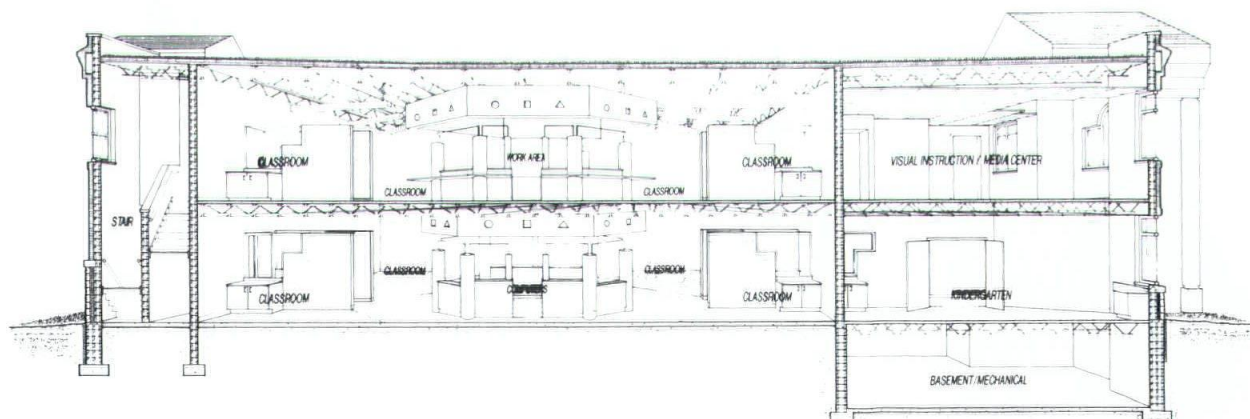 CLASSROOM
WORK AREA
CLASSROOM
VISUAL INSTRUCTION / MEDIA CENTER
CLASSROOM
CLASSROOM
STAIR
CLASSROOM
CLASSROOM
COMPUTERS
CLASSROOM
CLASSROOM
KINDERGARTEN
BASEMENT/MECHANICAL